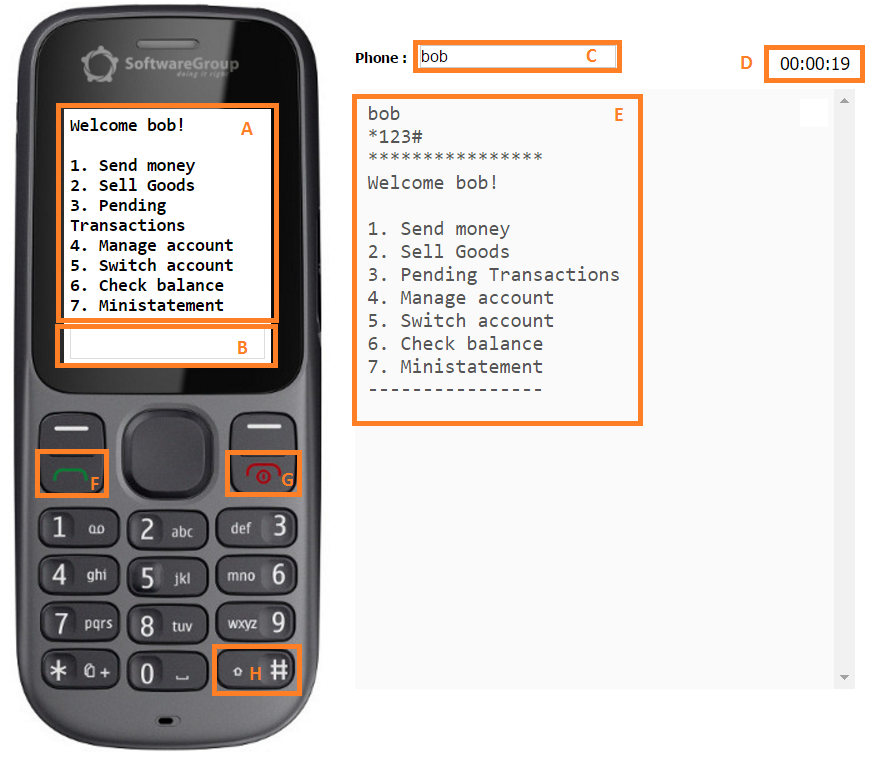 SoftwareGroup
doing it right
Welcome bob! A
1. Send money
2. Sell Goods
3. Pending
Transactions
4. Manage account
5. Switch account
6. Check balance
7. Ministatement
B
F
G
1
2 abc
def 3
4 ghi
5 jkl
mno 6
7 pqrs
8 tuv
wxyz 9
* +
0
H #
Phone : bob C
D 00:00:19
bob E
*123#
****************
Welcome bob!
1. Send money
2. Sell Goods
3. Pending Transactions
4. Manage account
5. Switch account
6. Check balance
7. Ministatement
----------------